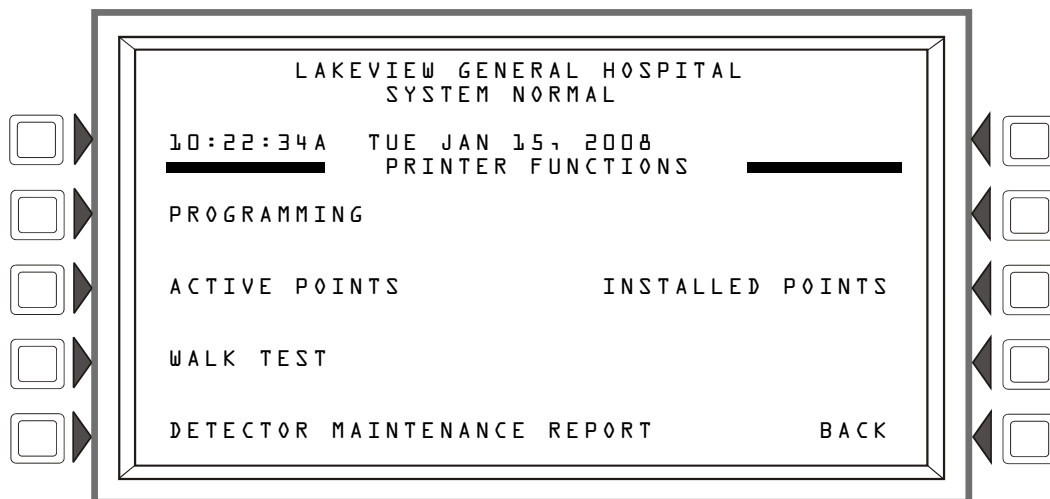 LAKEVIEW GENERAL HOSPITAL
SYSTEM NORMAL
10:22:34A TUE JAN 15, 2008
PRINTER FUNCTIONS
PROGRAMMING
ACTIVE POINTS INSTALLED POINTS
WALK TEST
DETECTOR MAINTENANCE REPORT BACK